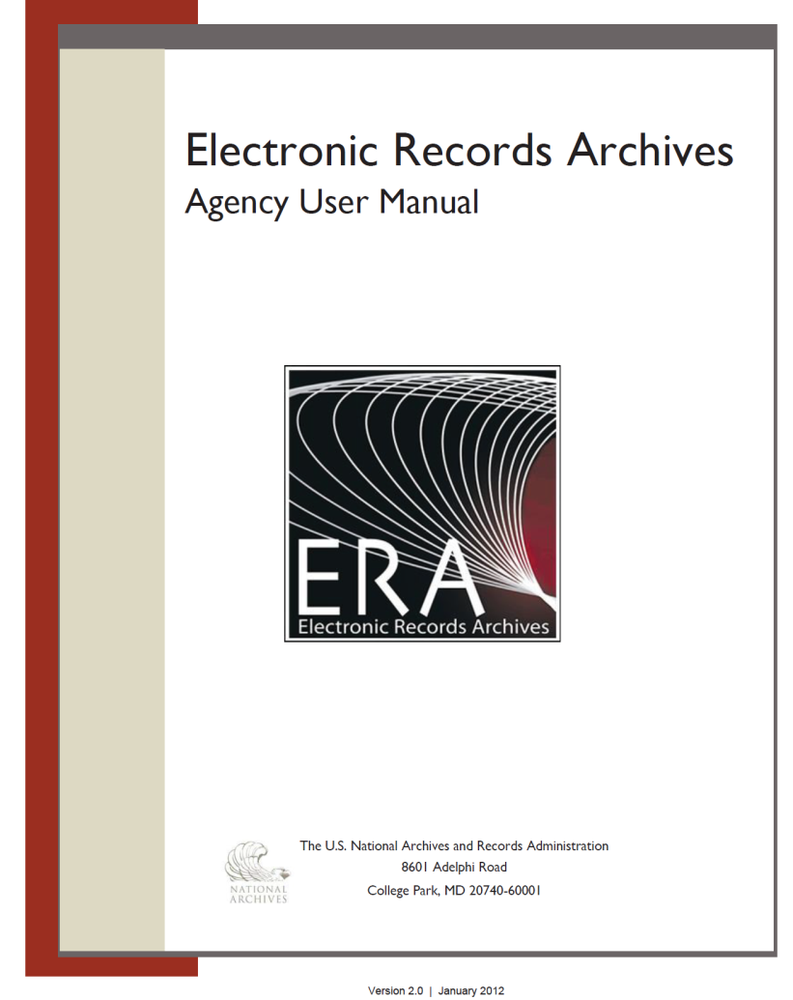 Electronic Records Archives
Agency User Manual
ERA
Electronic Records Archives
The U.S. National Archives and Records Administration
8601 Adelphi Road
College Park, MD 20740-60001
NATIONAL
ARCHIVES
Version 2.0 | January 2012